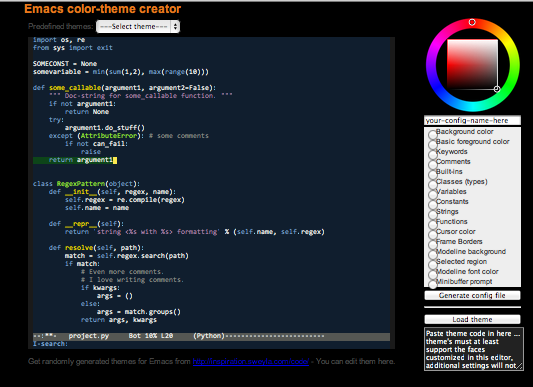 Emacs color-theme creator
Predefined themes: ---Select theme---
import os, re
from sys import exit
SOMECONST = None
somevariable = min(sum(1,2), max(range(10)))
def some_callable(argument1, argument2=False):
""" Doc-string for some_callable function. """
if not argument1:
return None
try:
argument1.do_stuff()
except (AttributeError): # some comments
if not can_fail:
raise
return argument1
class RegexPattern(object):
def __init__(self, regex, name):
self.regex = re.compile(regex)
self.name = name
def __repr__(self):
return 'string <%s with %s> formatting' % (self.name, self.regex)
def resolve(self, path):
match = self.regex.search(path)
if match:
# Even more comments.
# I love writing comments.
if kwargs:
args = ()
else:
args = match.groups()
return args, kwargs
--:**- project.py Bot 10% L20 (Python)-----------------------------
I-search:
Get randomly generated themes for Emacs from - You can edit them here.
your-config-name-here
Background color
Basic foreground color
Keywords
Comments
Built-ins
Classes (types)
Variables
Constants
Strings
Functions
Cursor color
Frame Borders
Modeline background
Selected region
Modeline font color
Minibuffer prompt
Generate config file
Load theme
Paste theme code in here ...
theme's must at least
support the faces
customized in this editor,
additional settings will not